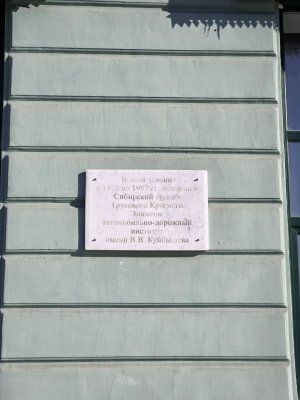 В этом здании
с 1930 по 1987 гг. находился
Сибирский ордена
Трудового Красного
Знамени
автомобильно-дорожный
институт
имени В.В. Куйбышева